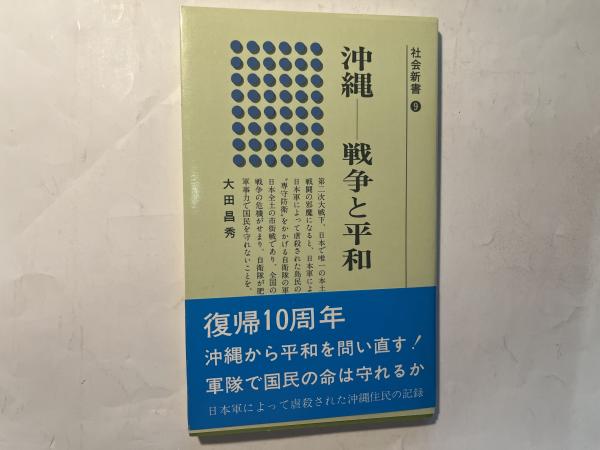 社会新書 9
沖縄──戦争と平和
第二次大戦下、日本で唯一の本土
戦闘の邪魔になると、日本軍によ
日本軍によって虐殺された島民の
"専守防衛"をかかげる自衛隊の軍
日本全土の市街戦であり、全国の
戦争の危機がせまり、自衛隊が肥
軍事力で国民を守れないことを、
大田昌秀
復帰10周年
沖縄から平和を問い直す!
軍隊で国民の命は守れるか
日本軍によって虐殺された沖縄住民の記録